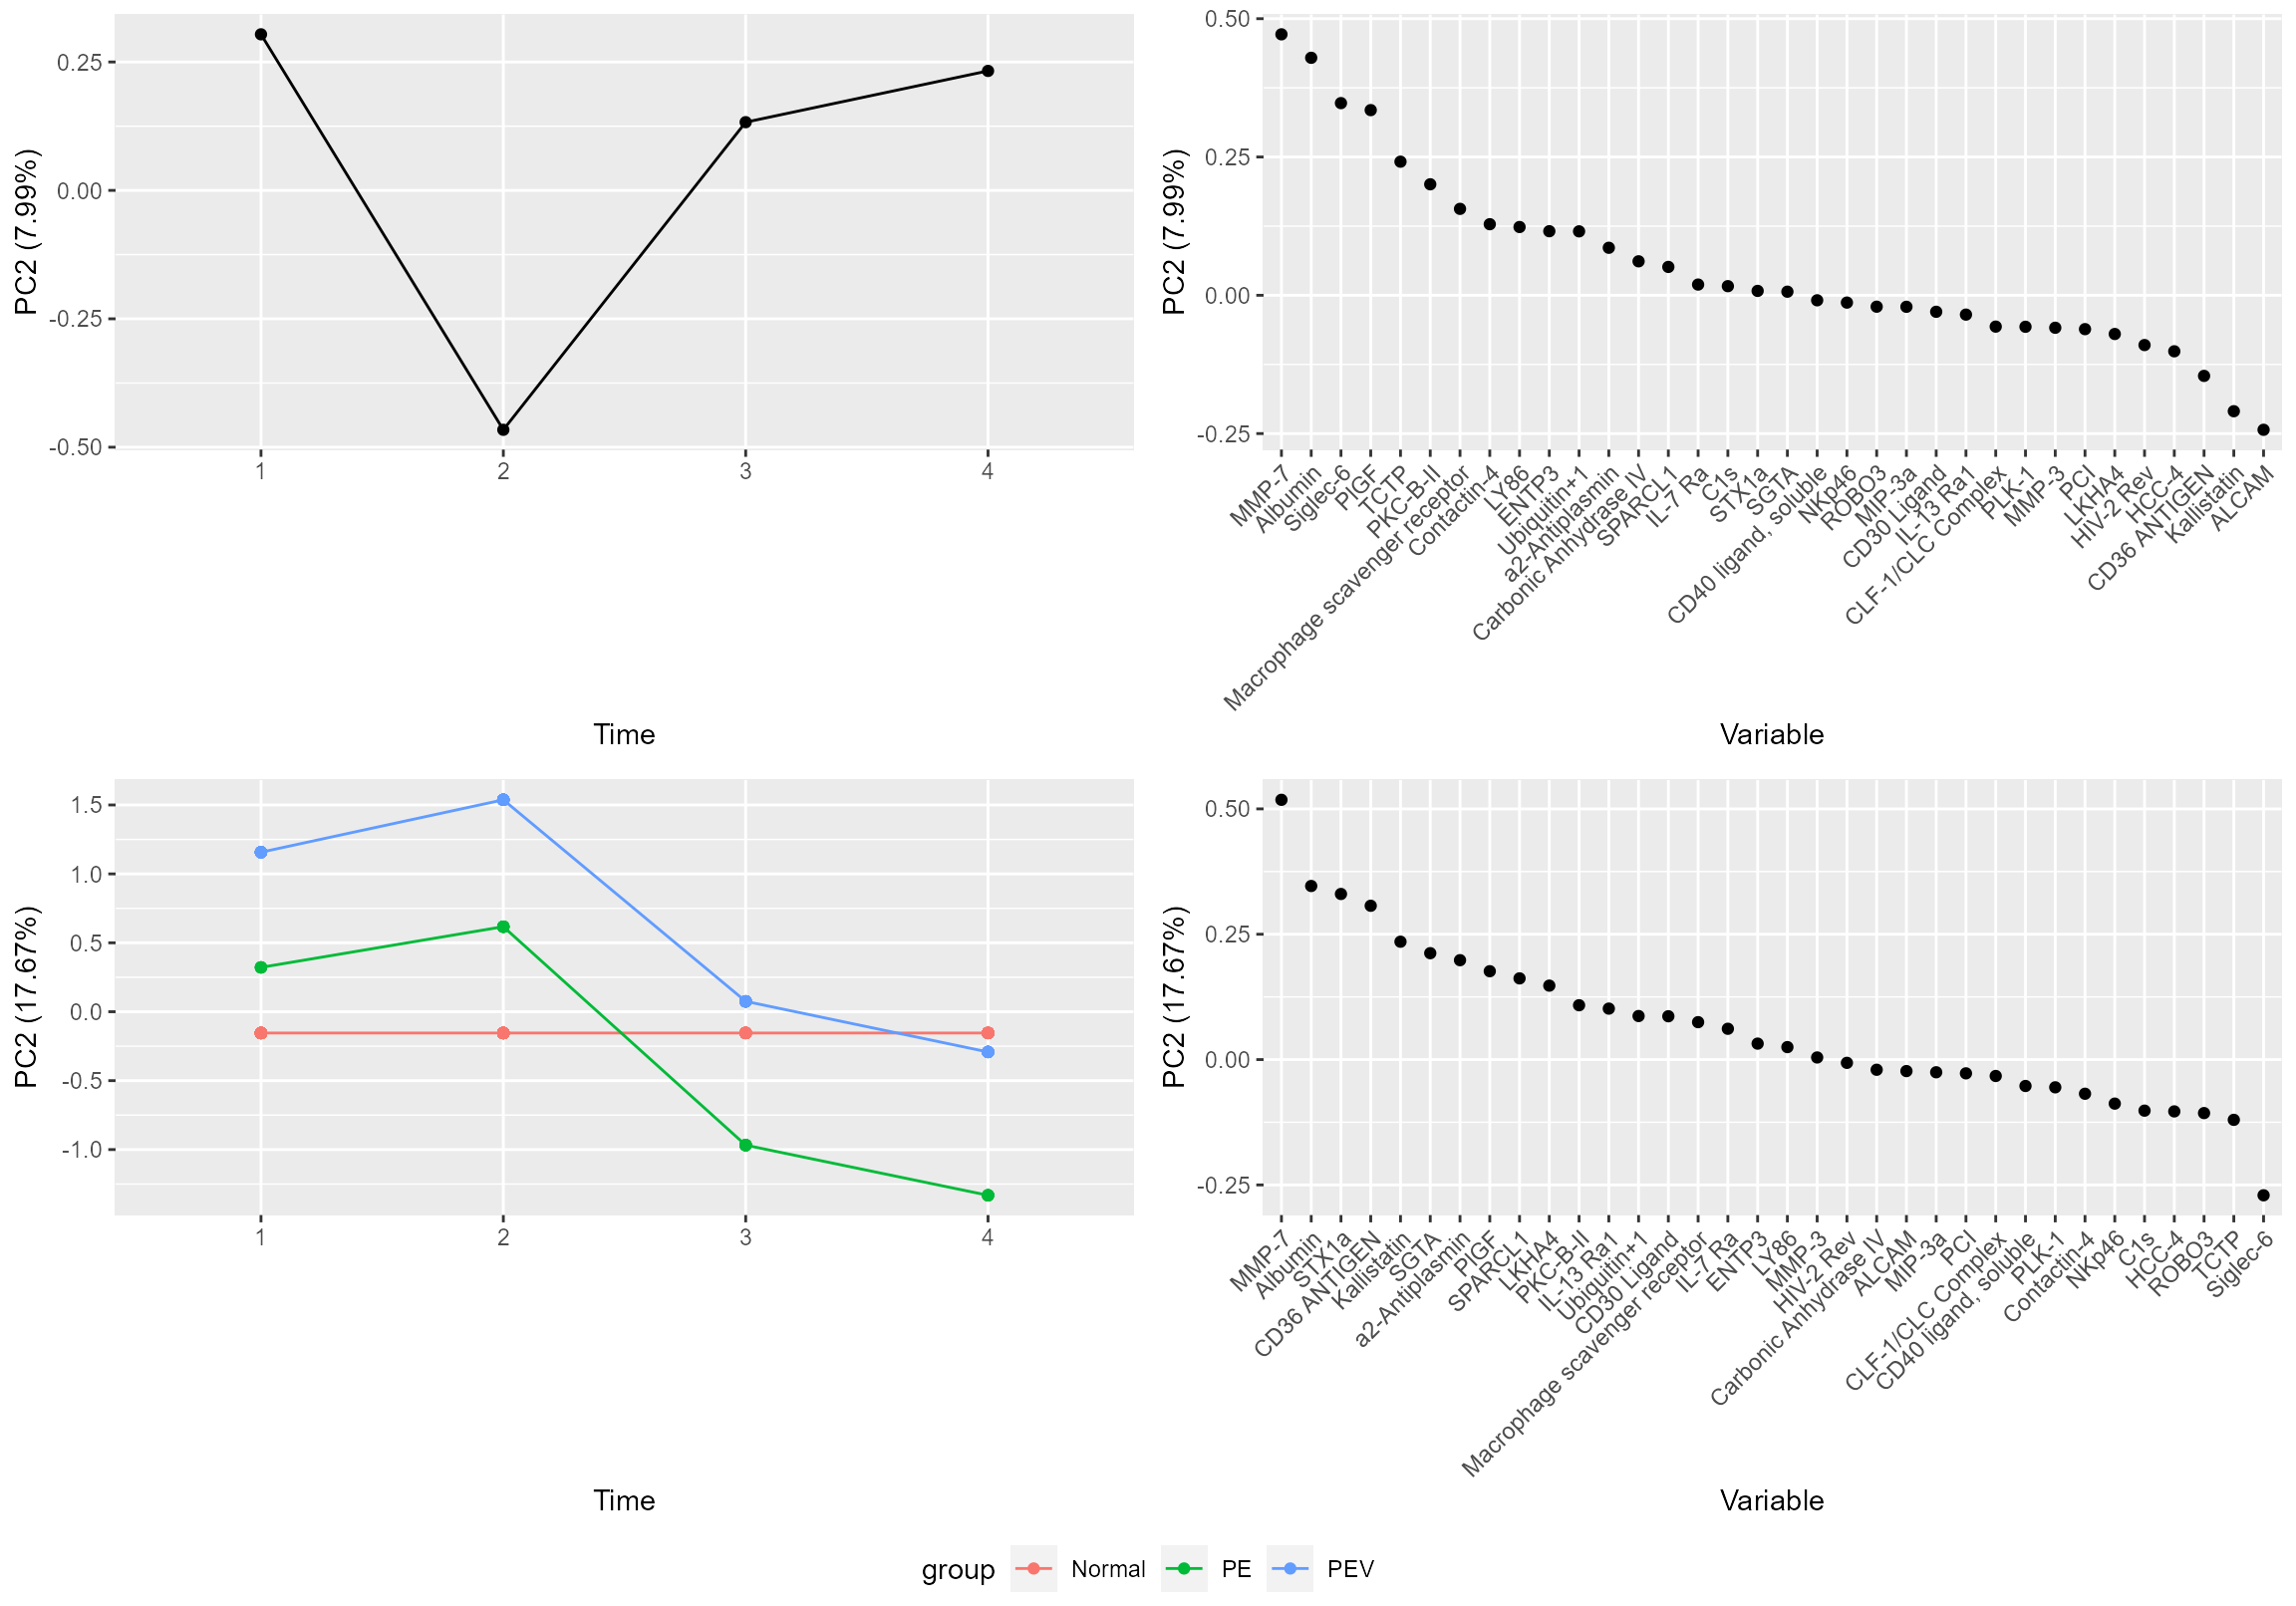 PC2 (7.99%)
0.25
0.00
-0.25
-0.50
1 2 3 4
Time
PC2 (7.99%)
0.50
0.25
0.00
-0.25
MMP-7
Albumin
Siglec-6
PIGF
TCTP
PKC-B-II
Macrophage scavenger receptor
Contactin-4
LY86
ENTP3
Ubiquitin+1
a2-Antiplasmin
Carbonic Anhydrase IV
SPARCL1
IL-7 Ra
C1s
STX1a
SGTA
CD40 ligand, soluble
NKp46
ROBO3
MIP-3a
CD30 Ligand
IL-13 Ra1
CLF-1/CLC Complex
PLK-1
MMP-3
PCI
LKHA4
HIV-2 Rev
HCC-4
CD36 ANTIGEN
Kallistatin
ALCAM
Variable
PC2 (17.67%)
1.5
1.0
0.5
0.0
-0.5
-1.0
1 2 3 4
Time
PC2 (17.67%)
0.50
0.25
0.00
-0.25
MMP-7
Albumin
STX1a
CD36 ANTIGEN
Kallistatin
SGTA
a2-Antiplasmin
PIGF
SPARCL1
LKHA4
PKC-B-II
IL-13 Ra1
Ubiquitin+1
CD30 Ligand
Macrophage scavenger receptor
IL-7 Ra
ENTP3
LY86
MMP-3
HIV-2 Rev
Carbonic Anhydrase IV
ALCAM
MIP-3a
PCI
CLF-1/CLC Complex
CD40 ligand, soluble
PLK-1
Contactin-4
NKp46
C1s
HCC-4
ROBO3
TCTP
Siglec-6
Variable
group Normal PE PEV